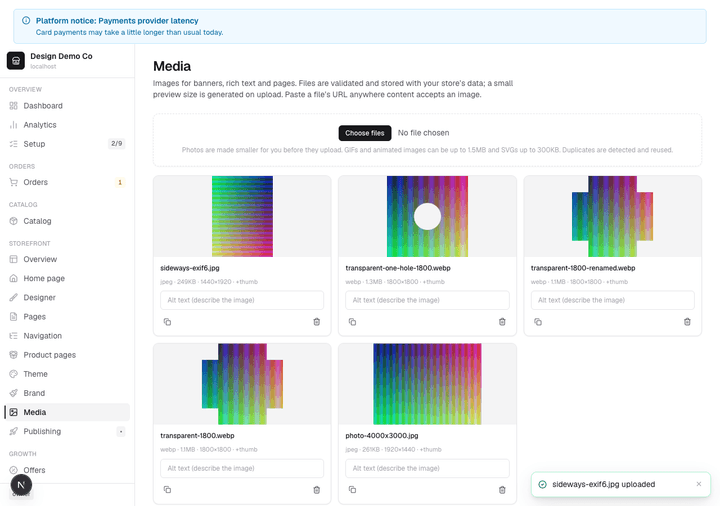 Platform notice: Payments provider latency
Card payments may take a little longer than usual today.
Design Demo Co
localhost
OVERVIEW
Dashboard
Analytics
Setup 2/9
ORDERS
Orders 1
CATALOG
Catalog
STOREFRONT
Overview
Home page
Designer
Pages
Navigation
Product pages
Theme
Brand
Media
Publishing
GROWTH
Offers
N
Media
Images for banners, rich text and pages. Files are validated and stored with your store's data; a small
preview size is generated on upload. Paste a file's URL anywhere content accepts an image.
Choose files No file chosen
Photos are made smaller for you before they upload. GIFs and animated images can be up to 1.5MB and SVGs up to 300KB. Duplicates are detected and reused.
sideways-exif6.jpg
jpeg · 249KB · 1440×1920 · +thumb
Alt text (describe the image)
transparent-one-hole-1800.webp
webp · 1.3MB · 1800×1800 · +thumb
Alt text (describe the image)
transparent-1800-renamed.webp
webp · 1.1MB · 1800×1800 · +thumb
Alt text (describe the image)
transparent-1800.webp
webp · 1.1MB · 1800×1800 · +thumb
Alt text (describe the image)
photo-4000x3000.jpg
jpeg · 261KB · 1920×1440 · +thumb
Alt text (describe the image)
sideways-exif6.jpg uploaded